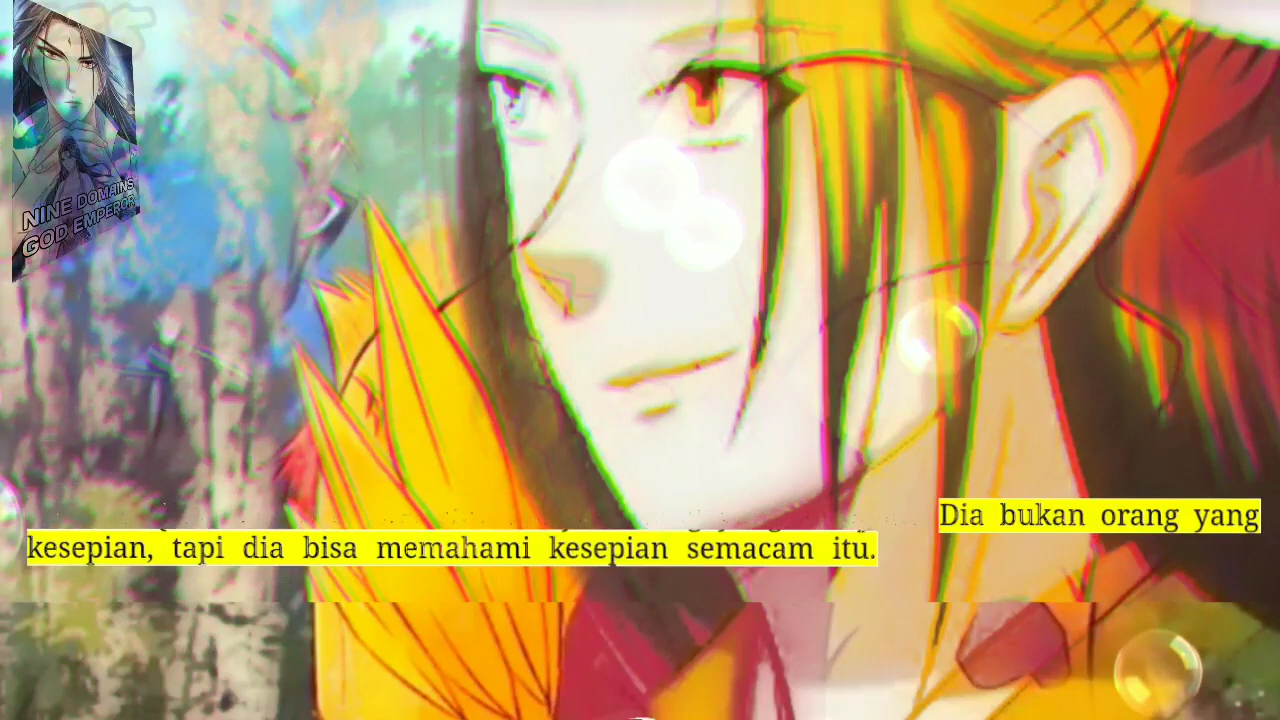 NINE DOMAINS
GOD EMPEROR
Dia bukan orang yang
kesepian, tapi dia bisa memahami kesepian semacam itu.